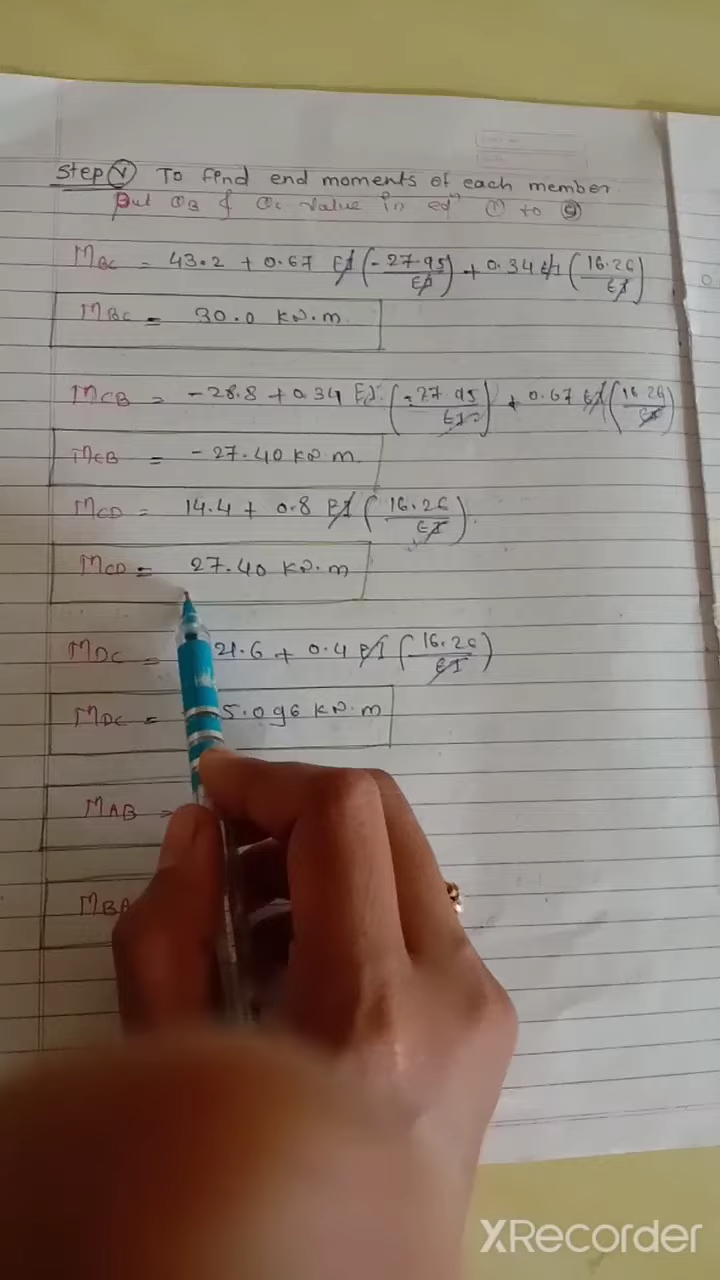 Step (V) To find end moments of each member.
Put θB & θc value in eqn (1) to
MBC = 43.2 + 0.67 EI (-27.95/EI) + 0.34 EI (16.26/EI)
MBC = 30.0 KN.m
MCB = -28.8 + 0.34 EI (-27.95/EI) + 0.67 EI (16.26/EI)
MCB = -27.40 KN.m
MCD = 14.4 + 0.8 EI (16.26/EI)
MCD = 27.40 KN.m
MDC = 21.6 + 0.4 EI (16.26/EI)
MDC = 5.096 KN.m
MAB =
MBA
XRecorder